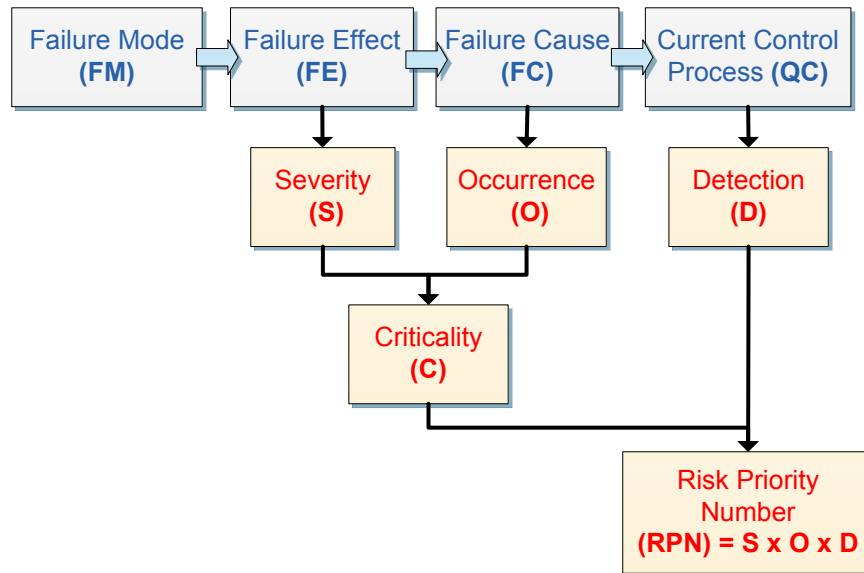 Failure Mode
(FM)
Failure Effect
(FE)
Failure Cause
(FC)
Current Control
Process (QC)
Severity
(S)
Occurrence
(O)
Detection
(D)
Criticality
(C)
Risk Priority
Number
(RPN) = S x O x D